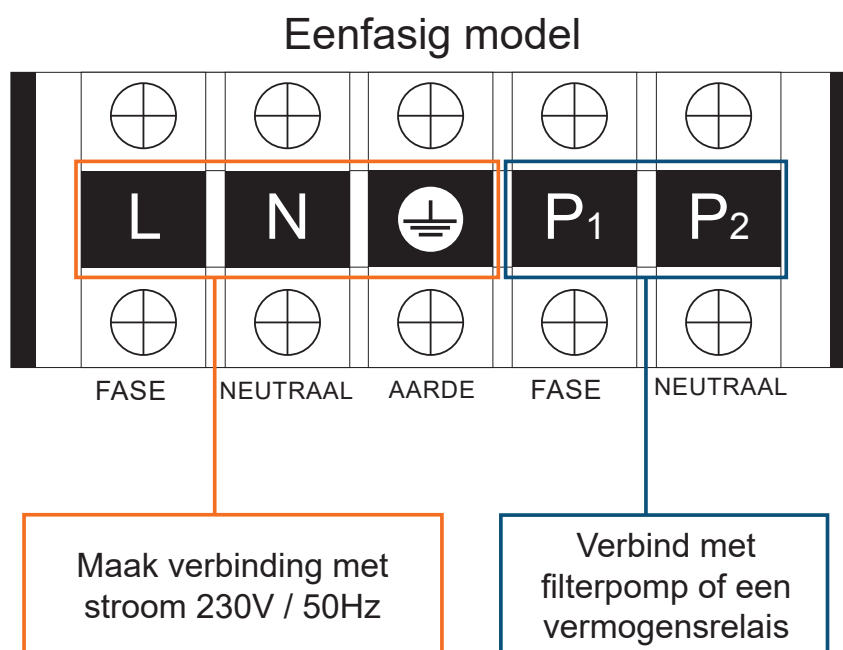 Eenfasig model
L N P1 P2
FASE NEUTRAAL AARDE FASE NEUTRAAL
Maak verbinding met
stroom 230V / 50Hz
Verbind met
filterpomp of een
vermogensrelais